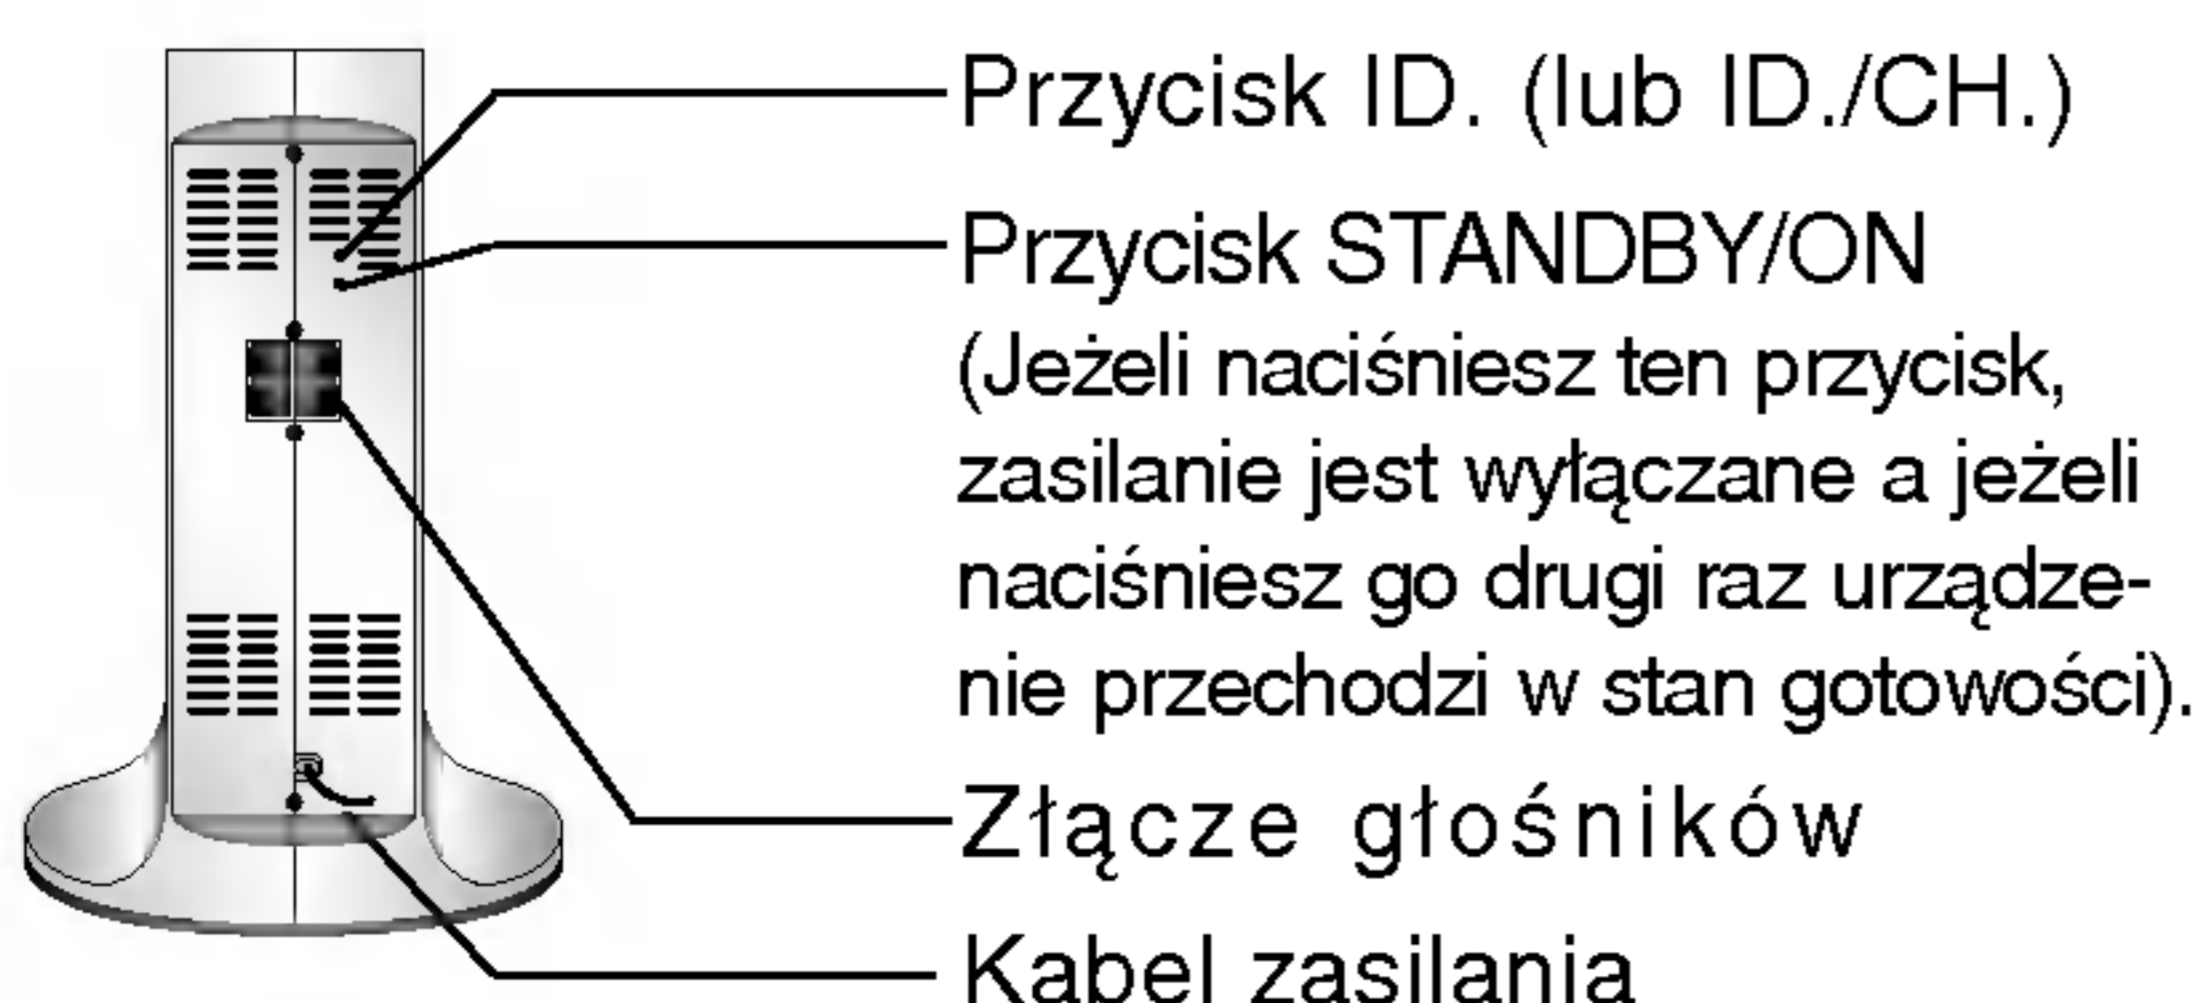 Przycisk ID. (lub ID./CH.)
Przycisk STANDBY/ON
(Jeżeli naciśniesz ten przycisk,
zasilanie jest wyłączane a jeżeli
naciśniesz go drugi raz urządze-
nie przechodzi w stan gotowości).
Złącze głośników
Kabel zasilania